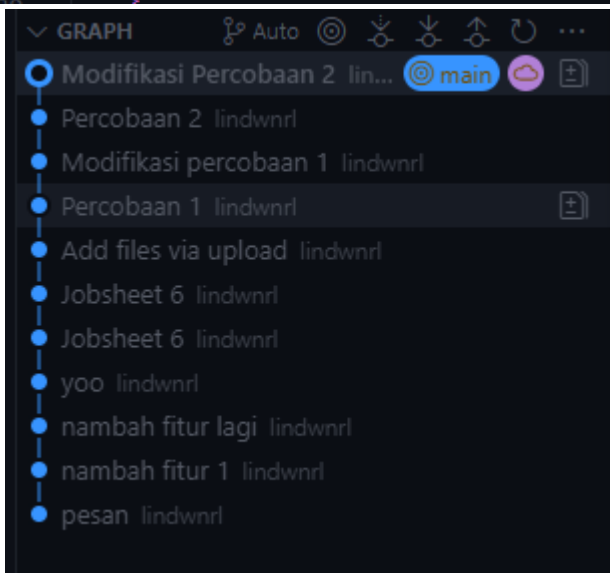 GRAPH Auto ...
Modifikasi Percobaan 2 lin... main
Percobaan 2 lindwnrl
Modifikasi percobaan 1 lindwnrl
Percobaan 1 lindwnrl
Add files via upload lindwnrl
Jobsheet 6 lindwnrl
Jobsheet 6 lindwnrl
yoo lindwnrl
nambah fitur lagi lindwnrl
nambah fitur 1 lindwnrl
pesan lindwnrl